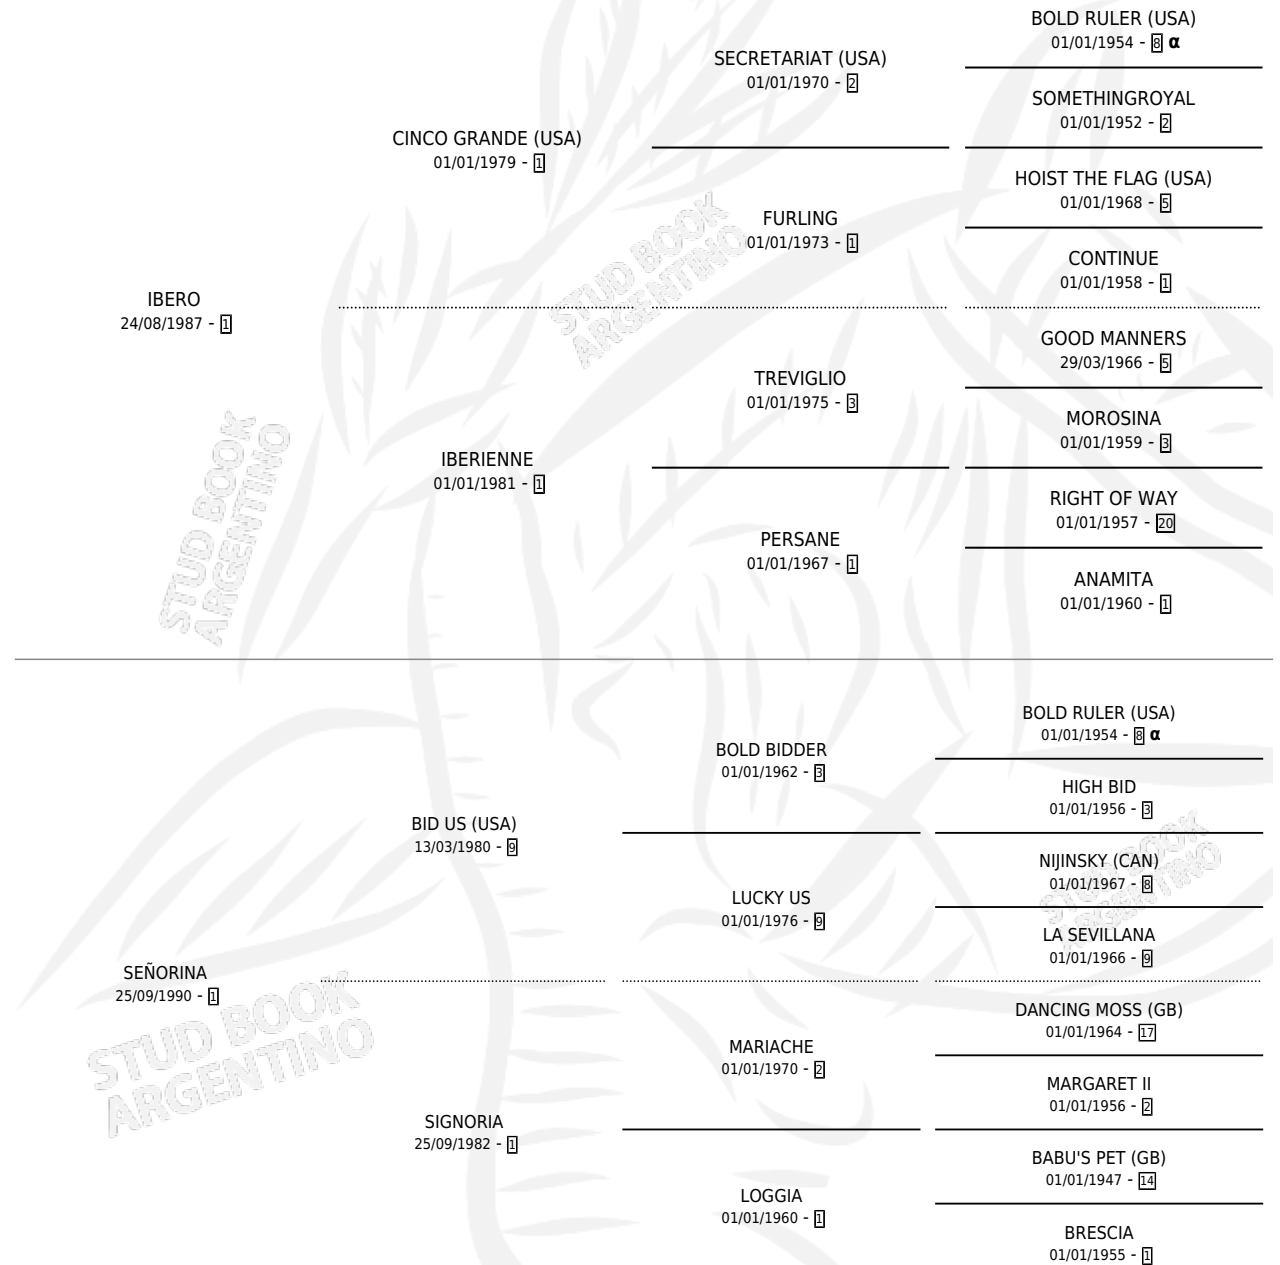 BOLD RULER (USA)
01/01/1954 - 8 α
SECRETARIAT (USA)
01/01/1970 - 2
SOMETHINGROYAL
01/01/1952 - 2
CINCO GRANDE (USA)
01/01/1979 - 1
HOIST THE FLAG (USA)
01/01/1968 - 5
FURLING
01/01/1973 - 1
CONTINUE
01/01/1958 - 1
IBERO
24/08/1987 - 1
GOOD MANNERS
29/03/1966 - 5
TREVIGLIO
01/01/1975 - 3
MOROSINA
01/01/1959 - 3
IBERIENNE
01/01/1981 - 1
RIGHT OF WAY
01/01/1957 - 20
PERSANE
01/01/1967 - 1
ANAMITA
01/01/1960 - 1
BOLD RULER (USA)
01/01/1954 - 8 α
BOLD BIDDER
01/01/1962 - 3
HIGH BID
01/01/1956 - 3
BID US (USA)
13/03/1980 - 9
NIJINSKY (CAN)
01/01/1967 - 8
LUCKY US
01/01/1976 - 9
LA SEVILLANA
01/01/1966 - 9
SEÑORINA
25/09/1990 - 1
DANCING MOSS (GB)
01/01/1964 - 17
MARIACHE
01/01/1970 - 2
MARGARET II
01/01/1956 - 2
SIGNORIA
25/09/1982 - 1
BABU'S PET (GB)
01/01/1947 - 14
LOGGIA
01/01/1960 - 1
BRESCIA
01/01/1955 - 1
STUD BOOK
ARGENTINO
STUD BOOK
ARGENTINO
STUD BOOK
ARGENTINO
STUD BOOK
ARGENTINO